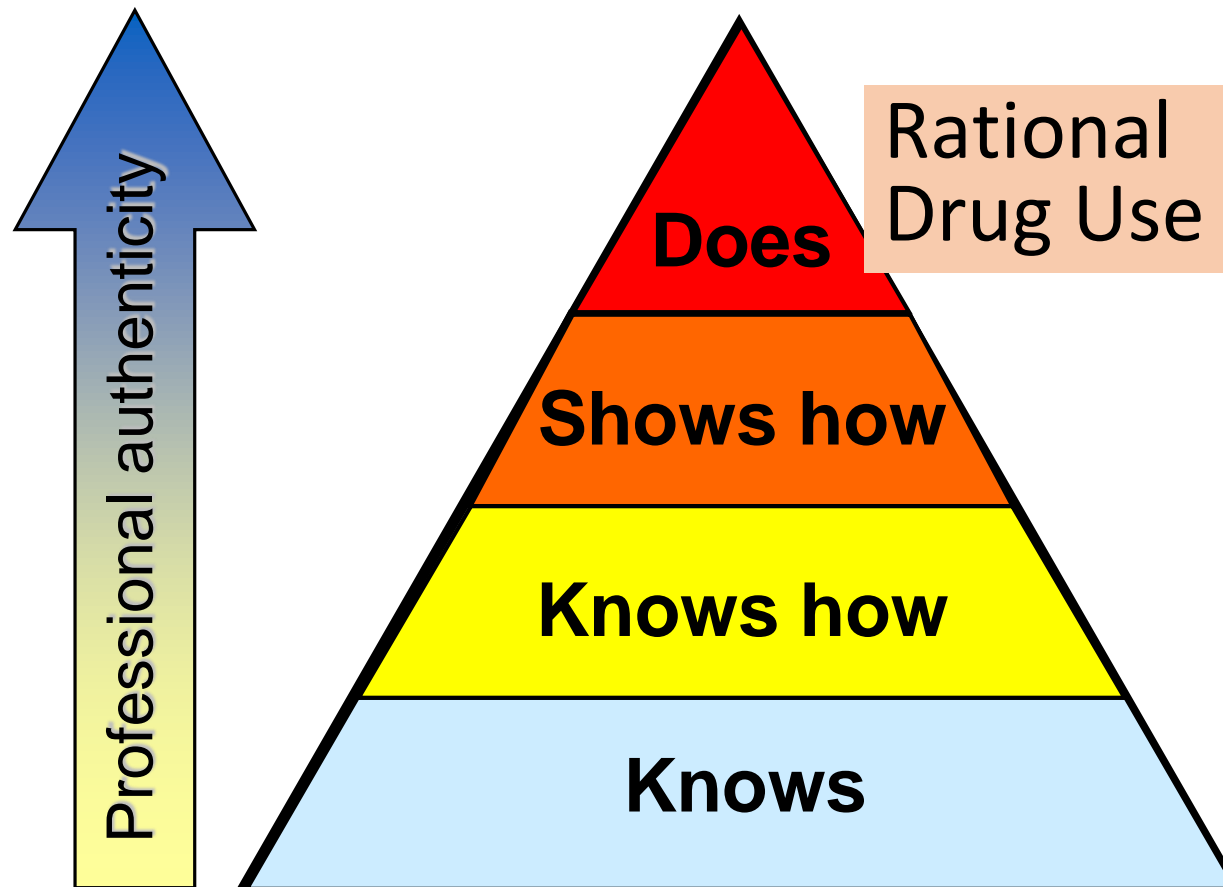 Professional authenticity
Rational
Drug Use
Does
Shows how
Knows how
Knows